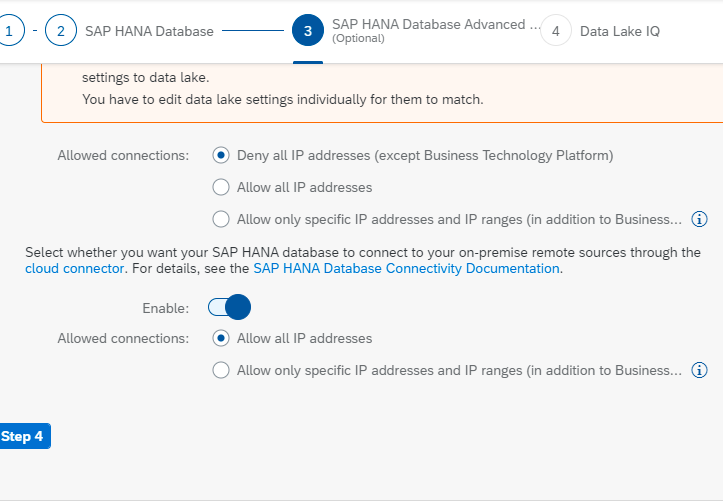 1
2
SAP HANA Database
3
SAP HANA Database Advanced ...
(Optional)
4
Data Lake IQ
settings to data lake.
You have to edit data lake settings individually for them to match.
Allowed connections:
Deny all IP addresses (except Business Technology Platform)
Allow all IP addresses
Allow only specific IP addresses and IP ranges (in addition to Business...
Select whether you want your SAP HANA database to connect to your on-premise remote sources through the
cloud connector. For details, see the SAP HANA Database Connectivity Documentation.
Enable:
Allowed connections:
Allow all IP addresses
Allow only specific IP addresses and IP ranges (in addition to Business...
Step 4